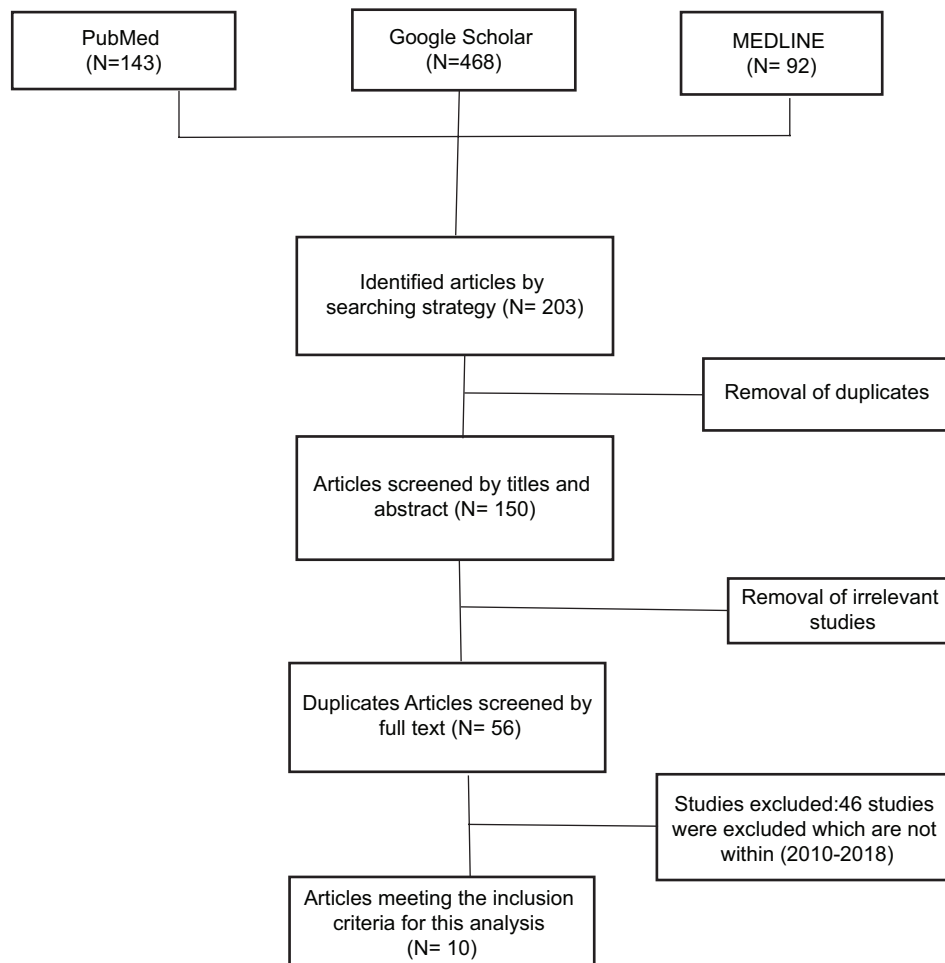 PubMed
(N=143)
Google Scholar
(N=468)
MEDLINE
(N= 92)
Identified articles by
searching strategy (N= 203)
Removal of duplicates
Articles screened by titles and
abstract (N= 150)
Removal of irrelevant
studies
Duplicates Articles screened by
full text (N= 56)
Studies excluded:46 studies
were excluded which are not
within (2010-2018)
Articles meeting the inclusion
criteria for this analysis
(N= 10)